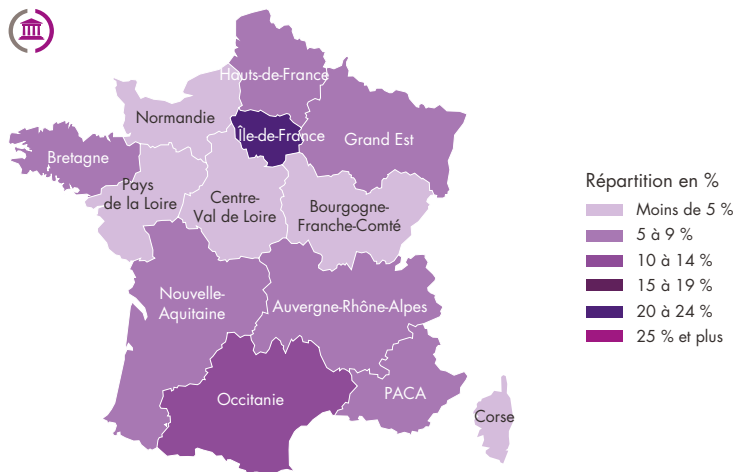 Hauts-de-France
Normandie
Île-de-France
Grand Est
Bretagne
Pays
de la Loire
Centre-
Val de Loire
Bourgogne-
Franche-Comté
Nouvelle-
Aquitaine
Auvergne-Rhône-Alpes
Occitanie
PACA
Corse
Répartition en %
Moins de 5 %
5 à 9 %
10 à 14 %
15 à 19 %
20 à 24 %
25 % et plus